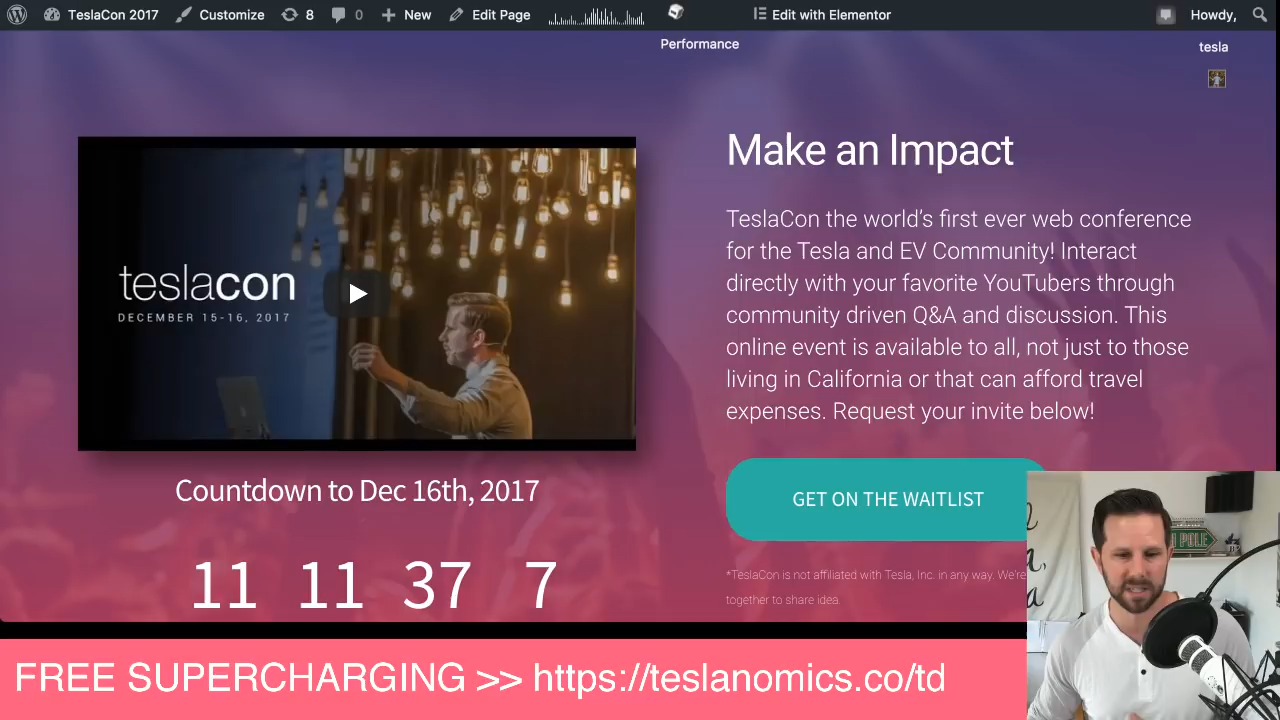 TeslaCon 2017 Customize 8 0 New Edit Page Edit with Elementor Howdy,
Performance
tesla
teslacon
DECEMBER 15-16, 2017
Countdown to Dec 16th, 2017
11 11 37 7
Make an Impact
TeslaCon the world's first ever web conference
for the Tesla and EV Community! Interact
directly with your favorite YouTubers through
community driven Q&A and discussion. This
online event is available to all, not just to those
living in California or that can afford travel
expenses. Request your invite below!
GET ON THE WAITLIST
*TeslaCon is not affiliated with Tesla, Inc. in any way. We're
together to share idea.
POLE
FREE SUPERCHARGING >> https://teslanomics.co/td